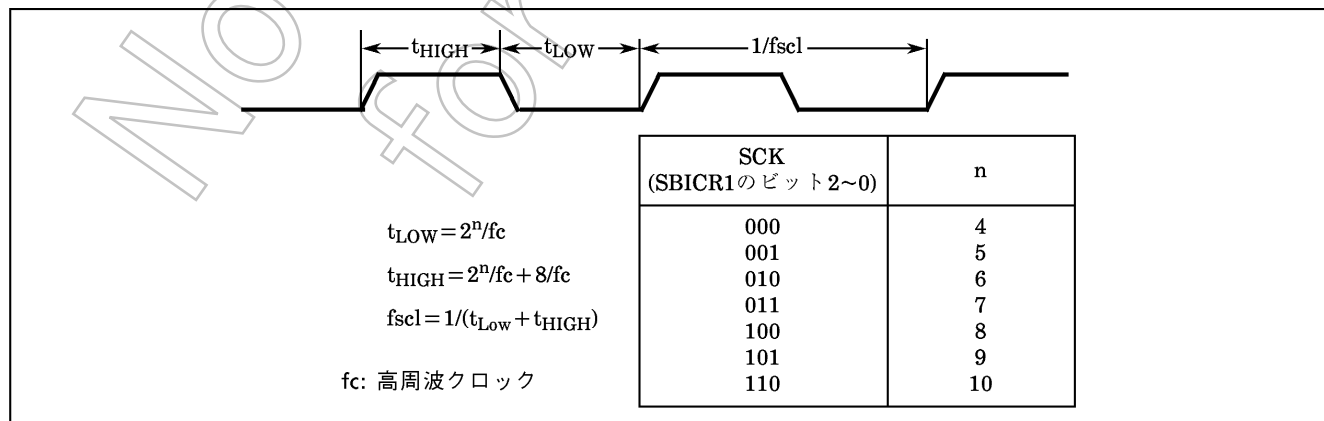 No
for
tHIGH tLOW 1/fscl
SCK
(SBICR1のビット2~0) n
tLOW=2ⁿ/fc
tHIGH=2ⁿ/fc+8/fc
fscl=1/(tLow+tHIGH)
fc: 高周波クロック
000 4
001 5
010 6
011 7
100 8
101 9
110 10